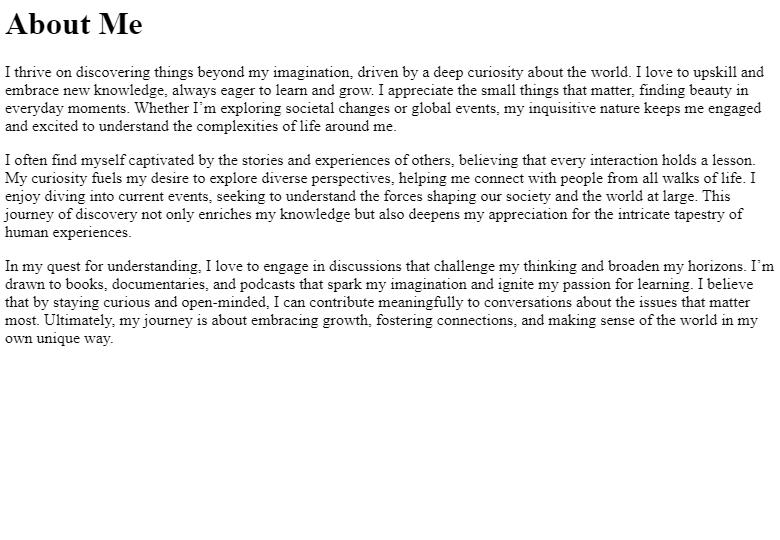 About Me
I thrive on discovering things beyond my imagination, driven by a deep curiosity about the world. I love to upskill and
embrace new knowledge, always eager to learn and grow. I appreciate the small things that matter, finding beauty in
everyday moments. Whether I’m exploring societal changes or global events, my inquisitive nature keeps me engaged
and excited to understand the complexities of life around me.
I often find myself captivated by the stories and experiences of others, believing that every interaction holds a lesson.
My curiosity fuels my desire to explore diverse perspectives, helping me connect with people from all walks of life. I
enjoy diving into current events, seeking to understand the forces shaping our society and the world at large. This
journey of discovery not only enriches my knowledge but also deepens my appreciation for the intricate tapestry of
human experiences.
In my quest for understanding, I love to engage in discussions that challenge my thinking and broaden my horizons. I’m
drawn to books, documentaries, and podcasts that spark my imagination and ignite my passion for learning. I believe
that by staying curious and open-minded, I can contribute meaningfully to conversations about the issues that matter
most. Ultimately, my journey is about embracing growth, fostering connections, and making sense of the world in my
own unique way.